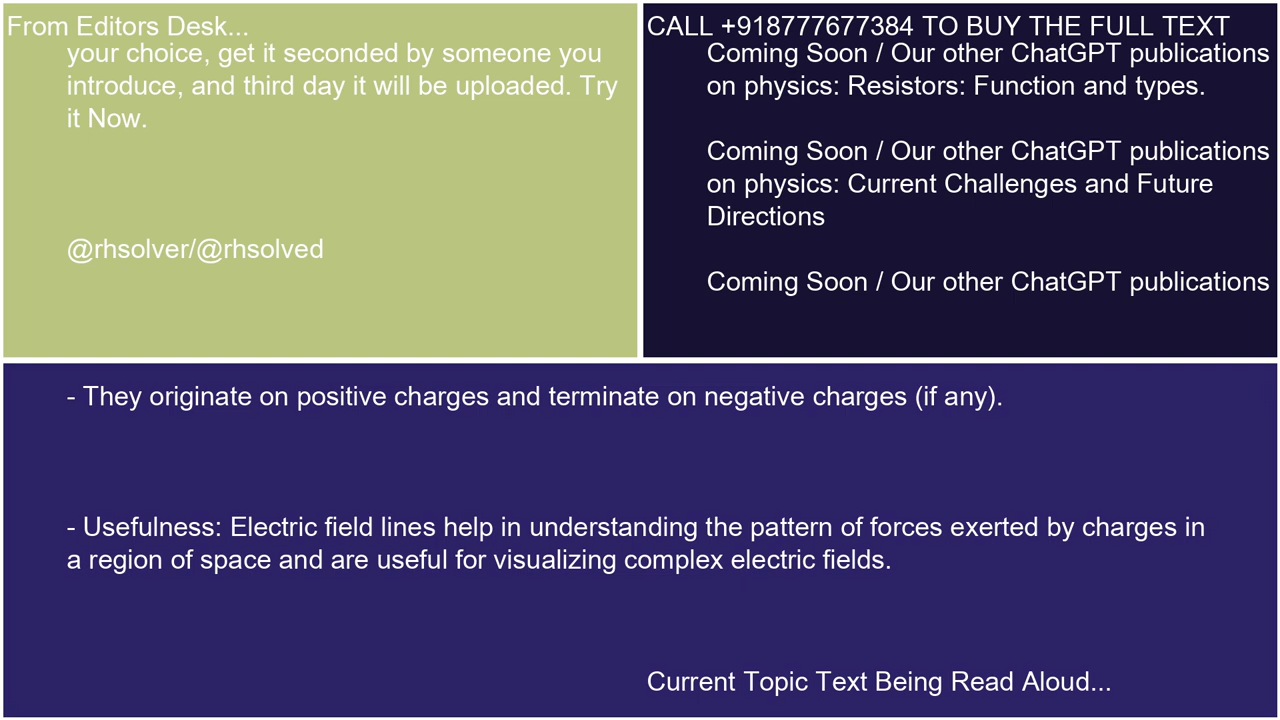 From Editors Desk...
your choice, get it seconded by someone you
introduce, and third day it will be uploaded. Try
it Now.
@rhsolver/@rhsolved
CALL +918777677384 TO BUY THE FULL TEXT
Coming Soon / Our other ChatGPT publications
on physics: Resistors: Function and types.
Coming Soon / Our other ChatGPT publications
on physics: Current Challenges and Future
Directions
Coming Soon / Our other ChatGPT publications
- They originate on positive charges and terminate on negative charges (if any).
- Usefulness: Electric field lines help in understanding the pattern of forces exerted by charges in
a region of space and are useful for visualizing complex electric fields.
Current Topic Text Being Read Aloud...